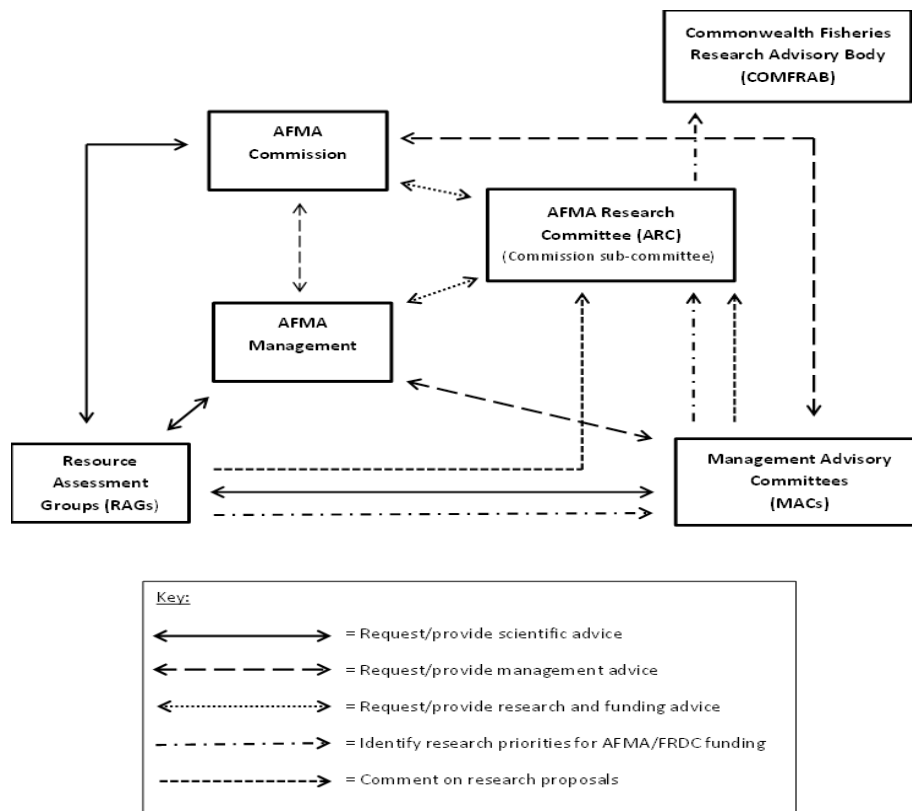 Commonwealth Fisheries
Research Advisory Body
(COMFRAB)
AFMA
Commission
AFMA Research
Committee (ARC)
(Commission sub-committee)
AFMA
Management
Resource
Assessment
Groups (RAGs)
Management Advisory
Committees
(MACs)
Key:
= Request/provide scientific advice
= Request/provide management advice
= Request/provide research and funding advice
= Identify research priorities for AFMA/FRDC funding
= Comment on research proposals